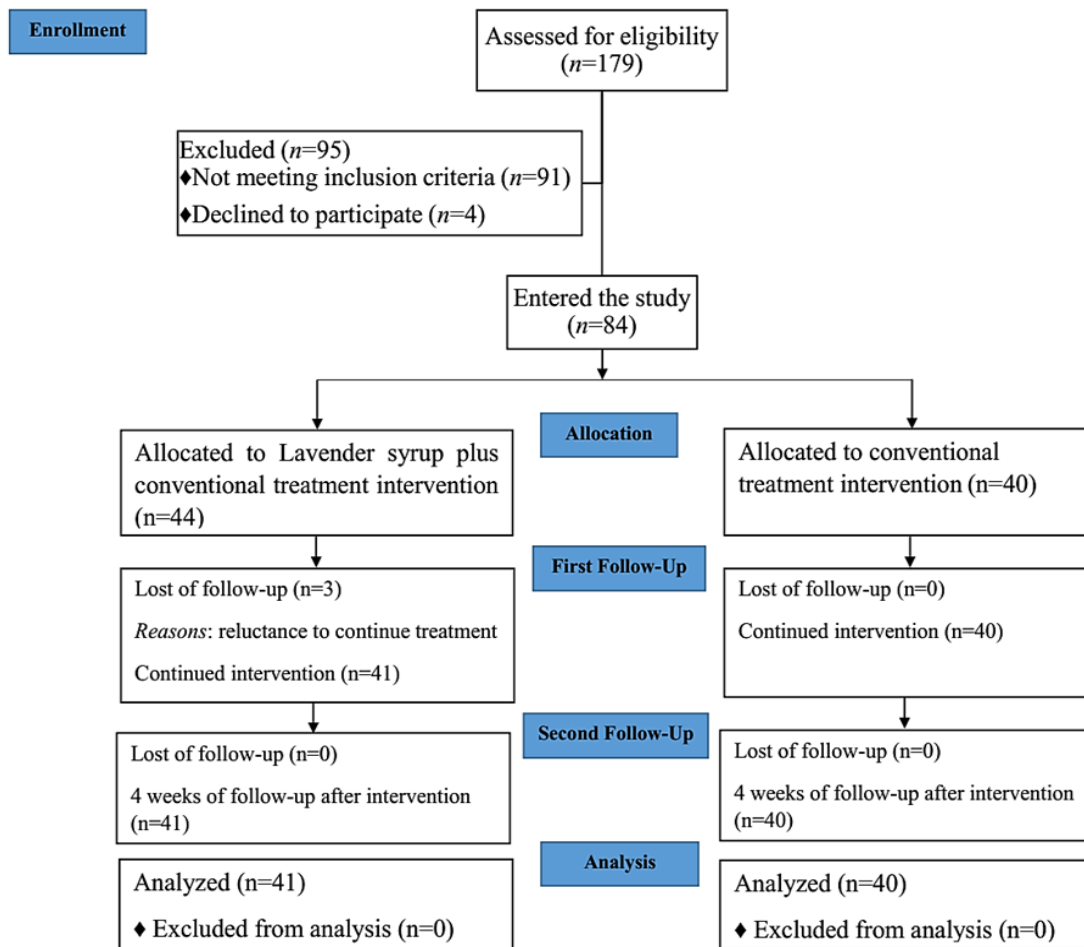 Enrollment
Assessed for eligibility
(n=179)
Excluded (n=95)
♦Not meeting inclusion criteria (n=91)
♦Declined to participate (n=4)
Entered the study
(n=84)
Allocation
Allocated to Lavender syrup plus
conventional treatment intervention
(n=44)
Allocated to conventional
treatment intervention (n=40)
First Follow-Up
Lost of follow-up (n=3)
Reasons: reluctance to continue treatment
Continued intervention (n=41)
Lost of follow-up (n=0)
Continued intervention (n=40)
Second Follow-Up
Lost of follow-up (n=0)
4 weeks of follow-up after intervention
(n=41)
Lost of follow-up (n=0)
4 weeks of follow-up after intervention
(n=40)
Analysis
Analyzed (n=41)
♦ Excluded from analysis (n=0)
Analyzed (n=40)
♦ Excluded from analysis (n=0)